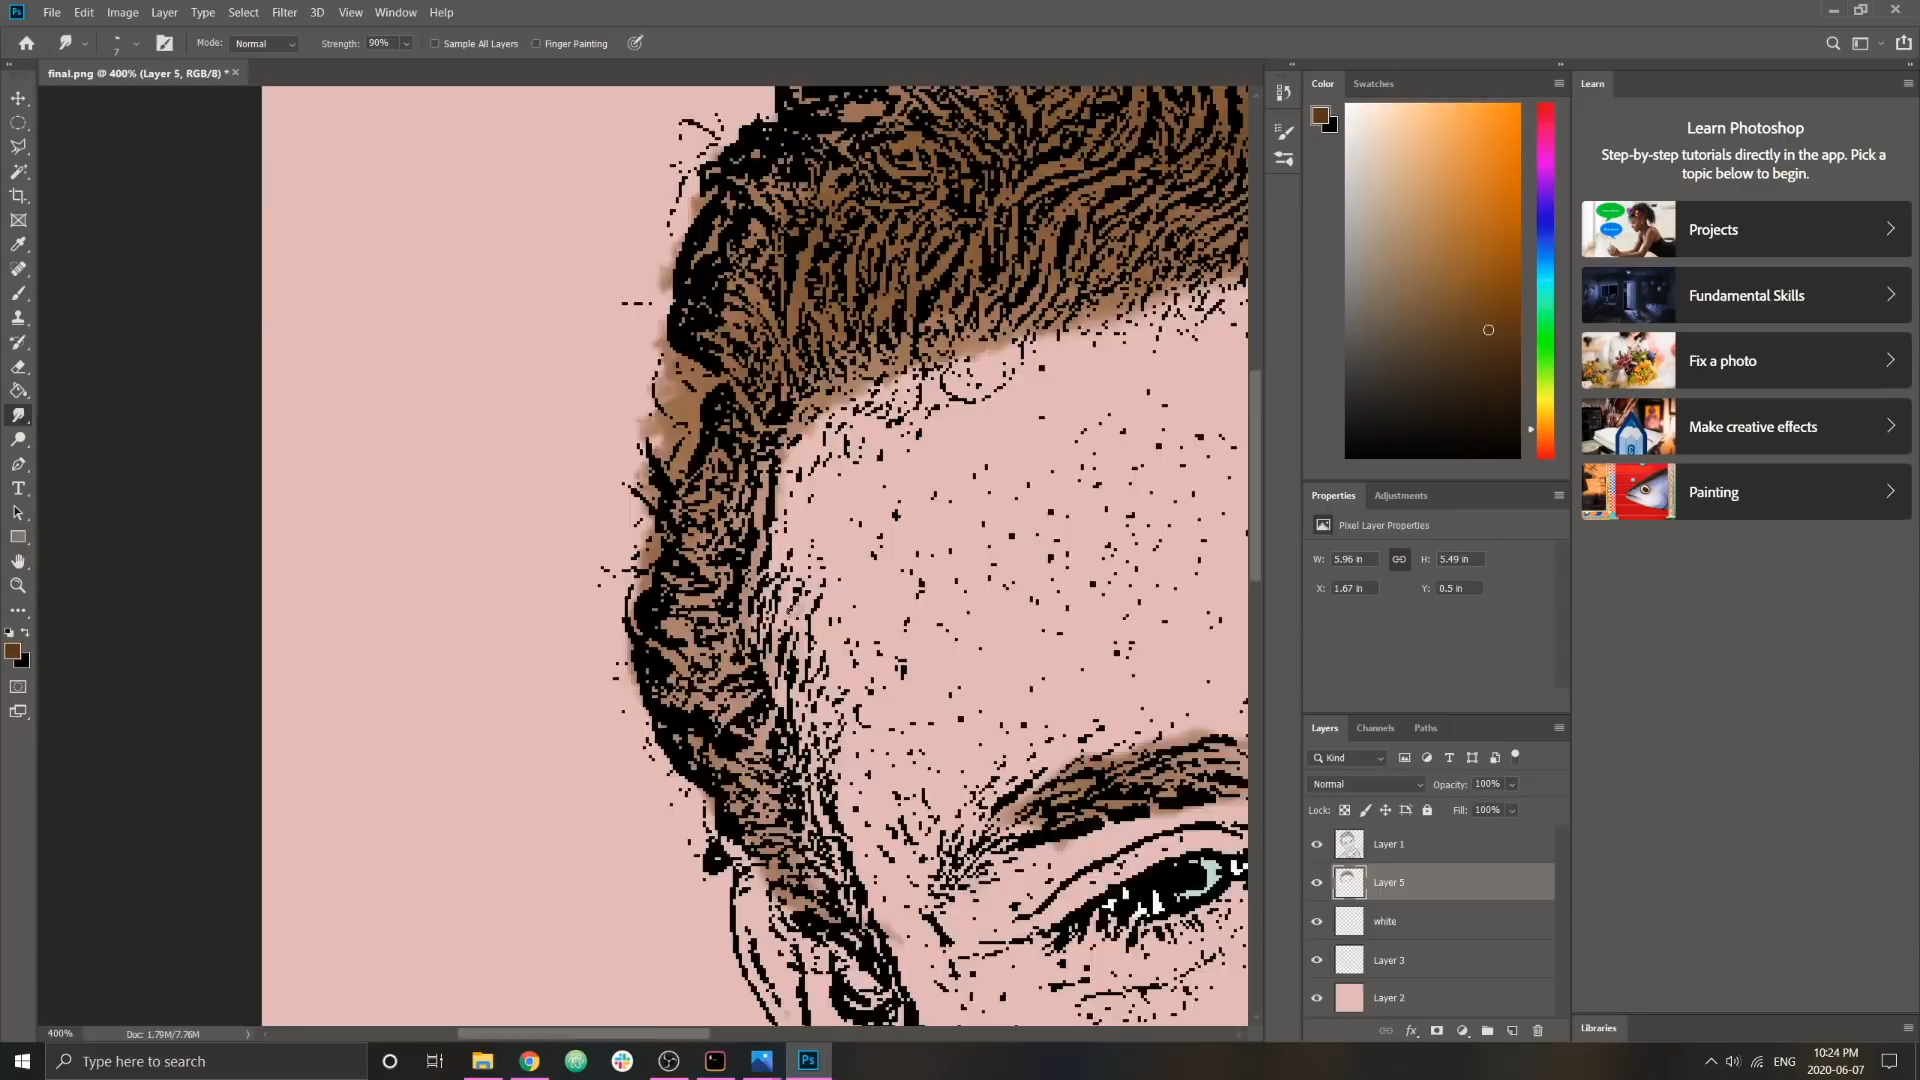 Ps File Edit Image Layer Type Select Filter 3D View Window Help
7 Mode: Normal Strength: 90% Sample All Layers Finger Painting
final.png @ 400% (Layer 5, RGB/8) *
Color Swatches
Learn
Learn Photoshop
Step-by-step tutorials directly in the app. Pick a
topic below to begin.
Projects
Fundamental Skills
Fix a photo
Make creative effects
Painting
Properties Adjustments
Pixel Layer Properties
W: 5.96 in H: 5.49 in
X: 1.67 in Y: 0.5 in
Layers Channels Paths
Kind
Normal Opacity: 100%
Lock: Fill: 100%
Layer 1
Layer 5
white
Layer 3
Layer 2
fx
Libraries
400% Doc: 1.79M/7.76M
Type here to search
Ps
ENG
10:24 PM
2020-06-07